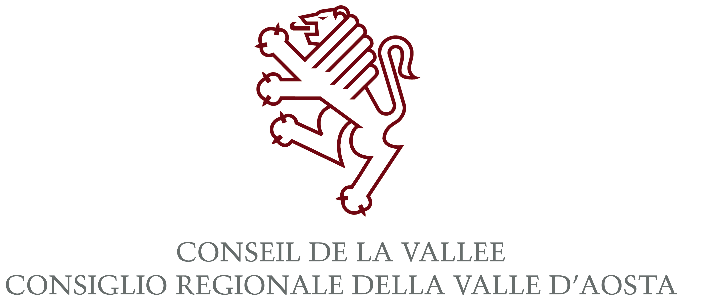 CONSEIL DE LA VALLEE
CONSIGLIO REGIONALE DELLA VALLE D'AOSTA